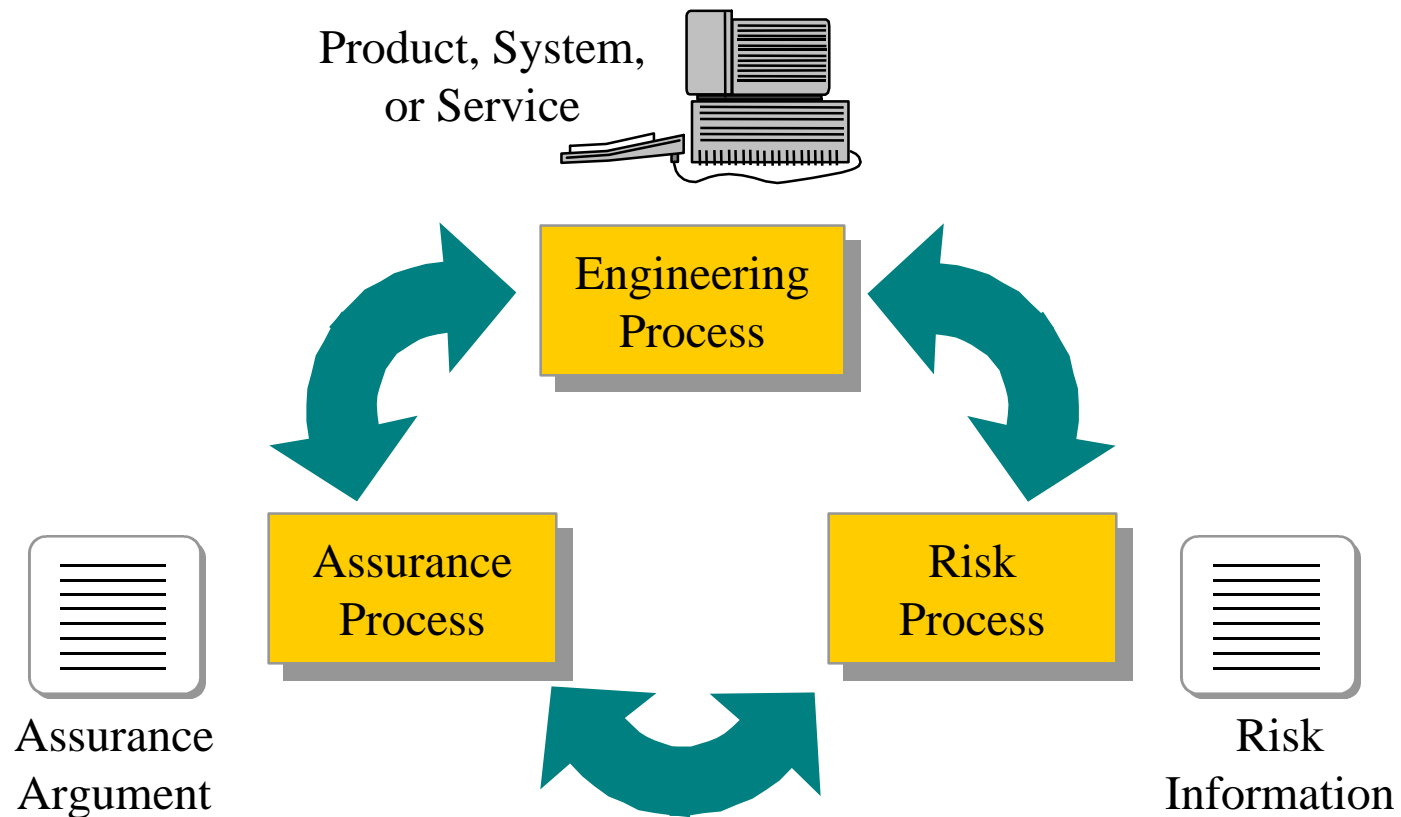 Product, System,
or Service
Engineering
Process
Assurance
Process
Risk
Process
Assurance
Argument
Risk
Information